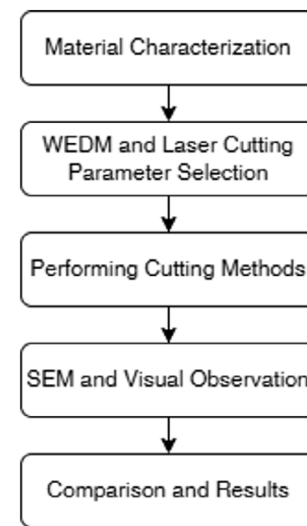 Material Characterization
WEDM and Laser Cutting
Parameter Selection
Performing Cutting Methods
SEM and Visual Observation
Comparison and Results